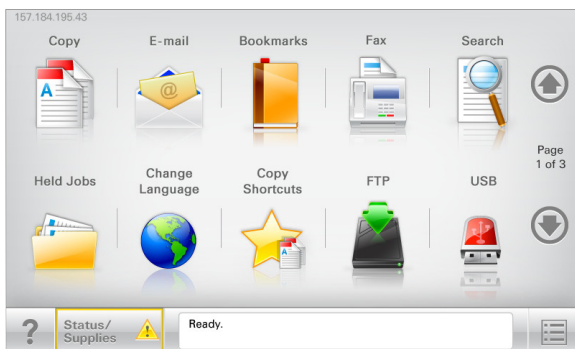 157.184.195.43
Copy
E-mail
Bookmarks
Fax
Search
A
@
Page
1 of 3
Held Jobs
Change
Language
Copy
Shortcuts
FTP
USB
A
?
Status/
Supplies
!
Ready.